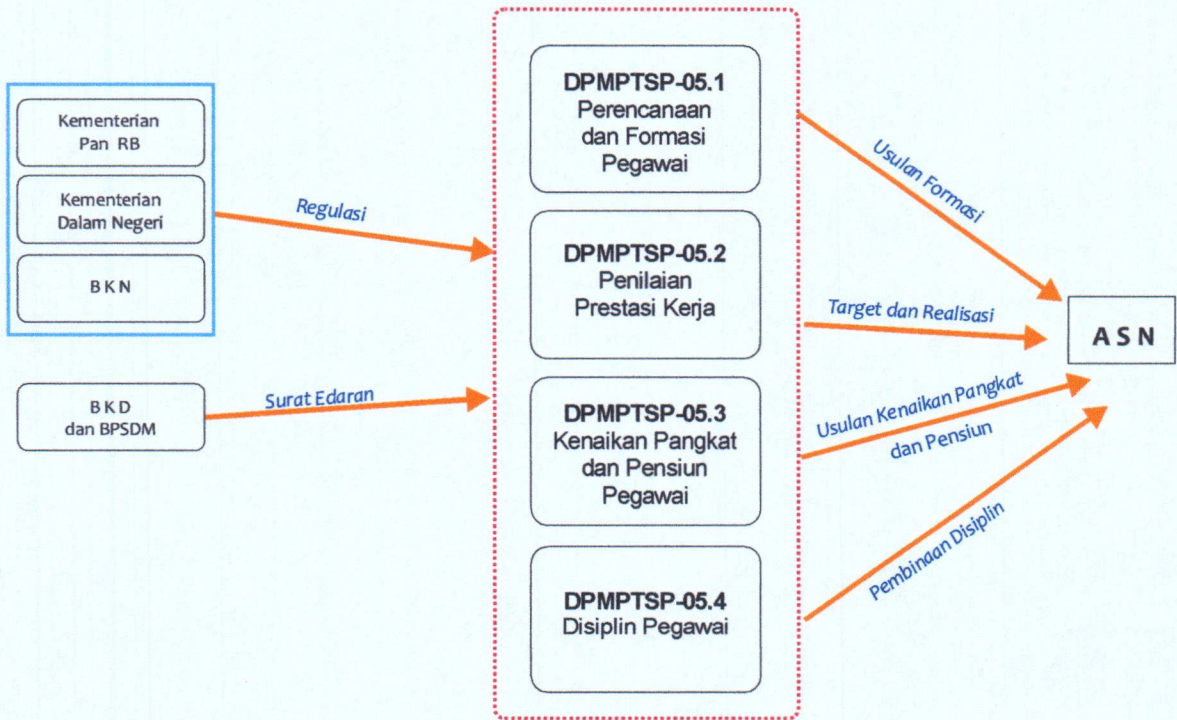 Kementerian
Pan RB
Kementerian
Dalam Negeri
B K N
B K D
dan BPSDM
Regulasi
Surat Edaran
DPMPTSP-05.1
Perencanaan
dan Formasi
Pegawai
DPMPTSP-05.2
Penilaian
Prestasi Kerja
DPMPTSP-05.3
Kenaikan Pangkat
dan Pensiun
Pegawai
DPMPTSP-05.4
Disiplin Pegawai
Usulan Formasi
Target dan Realisasi
Usulan Kenaikan Pangkat
dan Pensiun
Pembinaan Disiplin
A S N